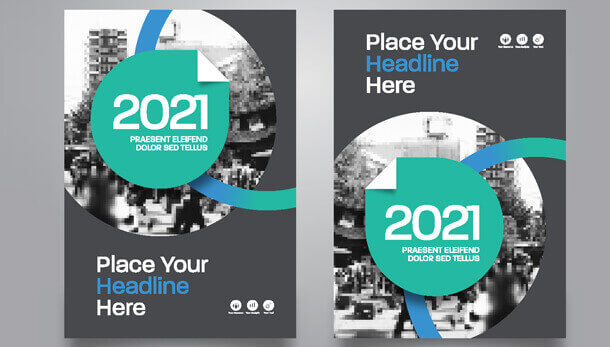 2021
PRAESENT ELEIFEND
DOLOR SED TELLUS
Place Your
Headline
Here
Place Your
Headline
Here
2021
PRAESENT ELEIFEND
DOLOR SED TELLUS